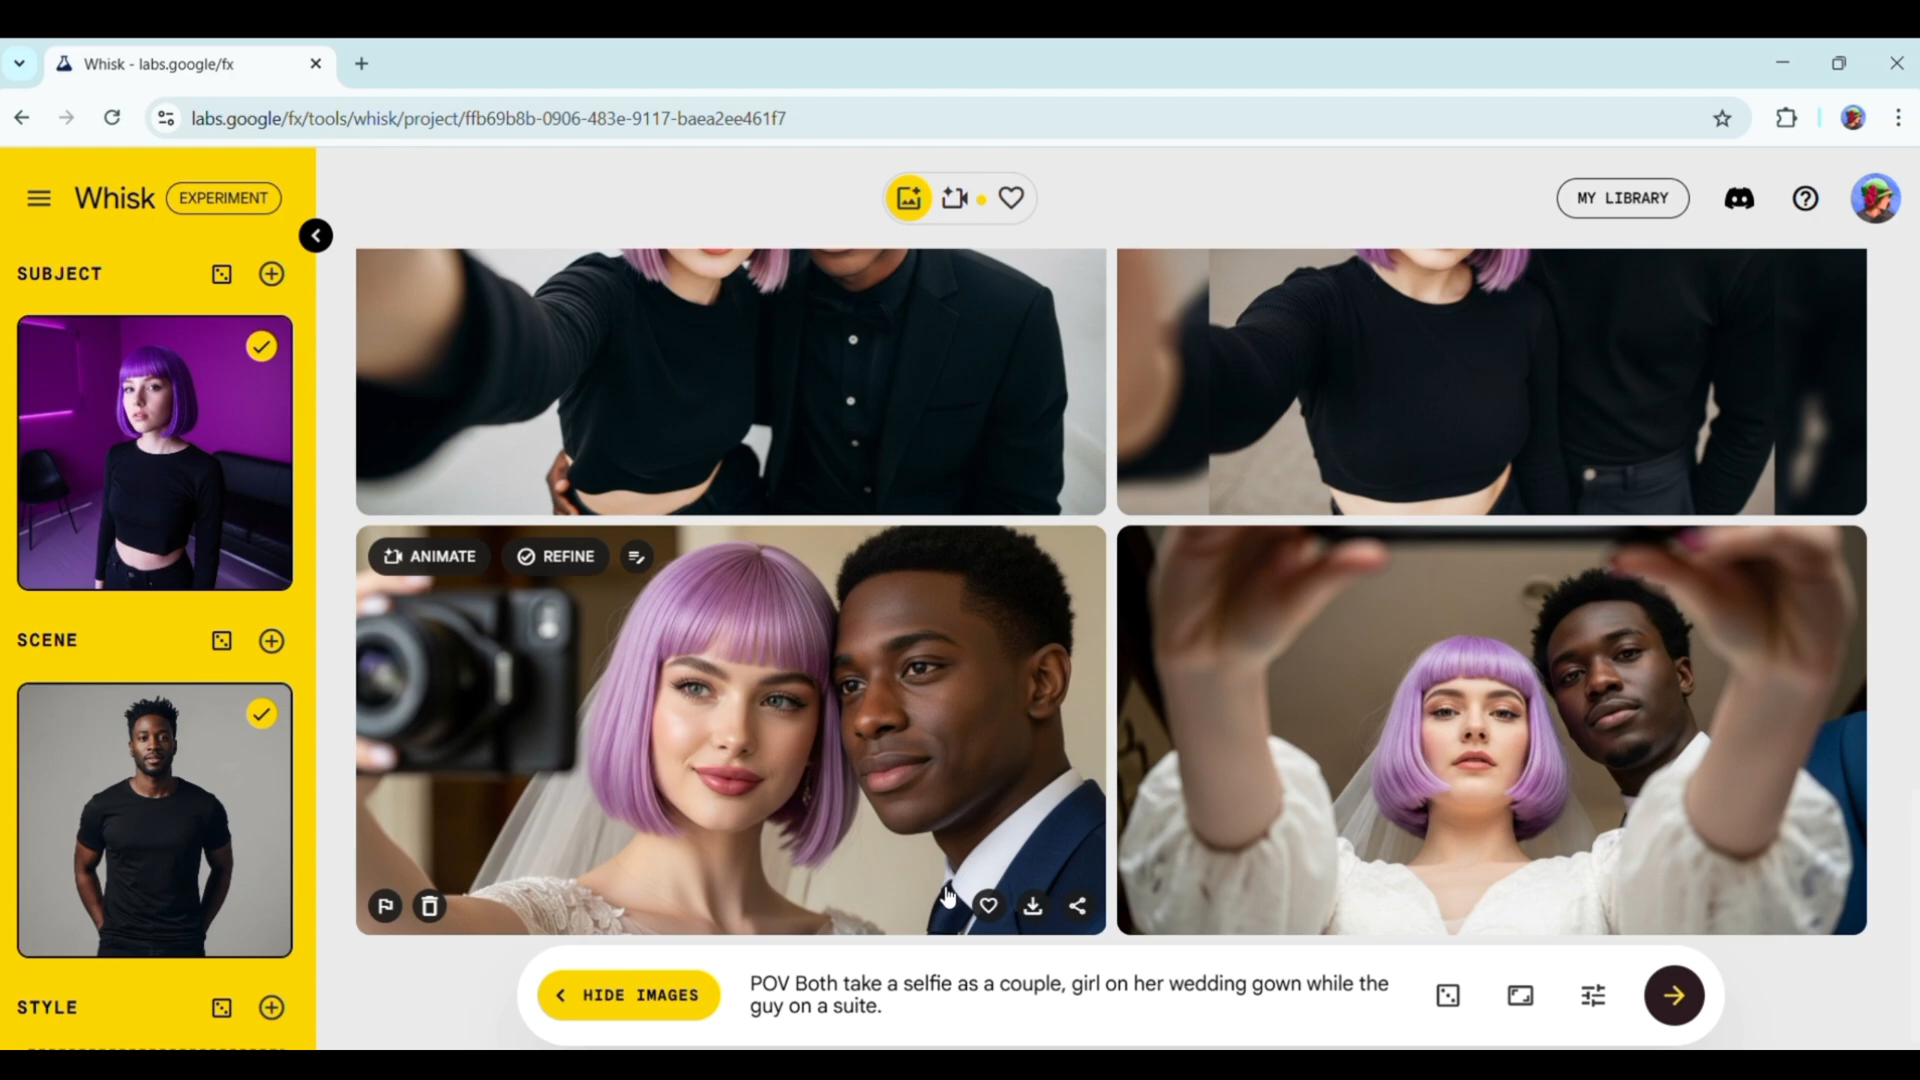 Whisk - labs.google/fx
labs.google/fx/tools/whisk/project/ffb69b8b-0906-483e-9117-baea2ee461f7
Whisk EXPERIMENT
MY LIBRARY
SUBJECT
SCENE
STYLE
ANIMATE REFINE
HIDE IMAGES
POV Both take a selfie as a couple, girl on her wedding gown while the
guy on a suite.